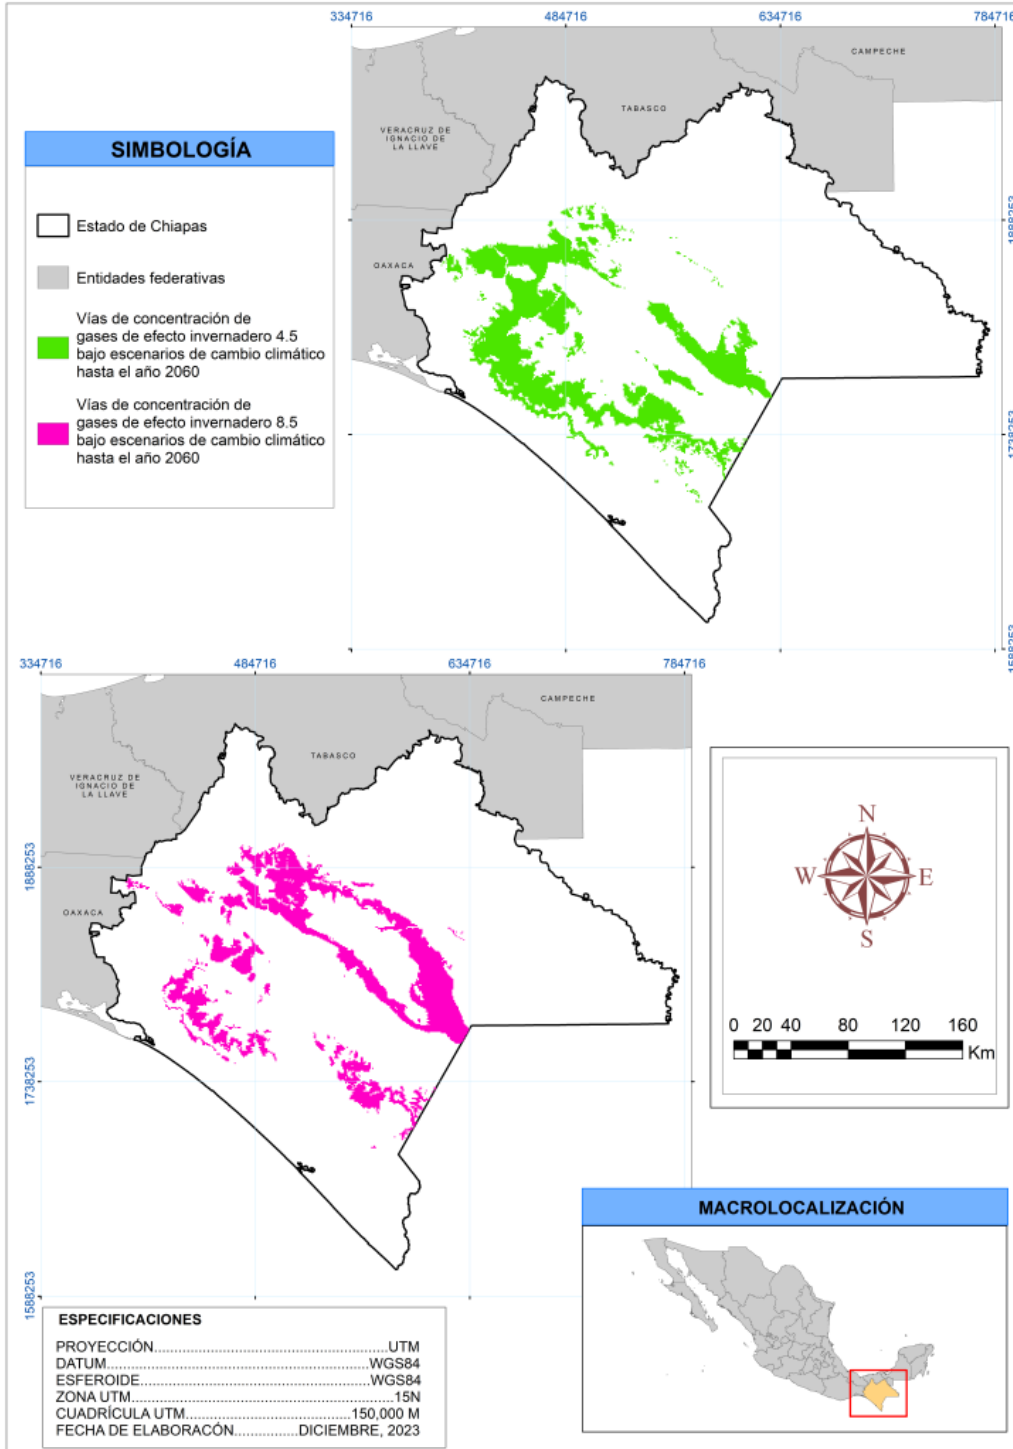 334716
484716
634716
784716
CAMPECHE
TABASCO
VERACRUZ DE
IGNACIO DE
LA LLAVE
OAXACA
1888253
1738253
1588253
SIMBOLOGÍA
Estado de Chiapas
Entidades federativas
Vías de concentración de
gases de efecto invernadero 4.5
bajo escenarios de cambio climático
hasta el año 2060
Vías de concentración de
gases de efecto invernadero 8.5
bajo escenarios de cambio climático
hasta el año 2060
334716
484716
634716
784716
CAMPECHE
TABASCO
VERACRUZ DE
IGNACIO DE
LA LLAVE
OAXACA
1888253
1738253
1588253
N
W
E
S
0 20 40 80 120 160
Km
MACROLOCALIZACIÓN
ESPECIFICACIONES
PROYECCIÓN.............................................UTM
DATUM..................................................WGS84
ESFEROIDE..............................................WGS84
ZONA UTM..................................................15N
CUADRÍCULA UTM............................150,000 M
FECHA DE ELABORACÓN.............DICIEMBRE, 2023